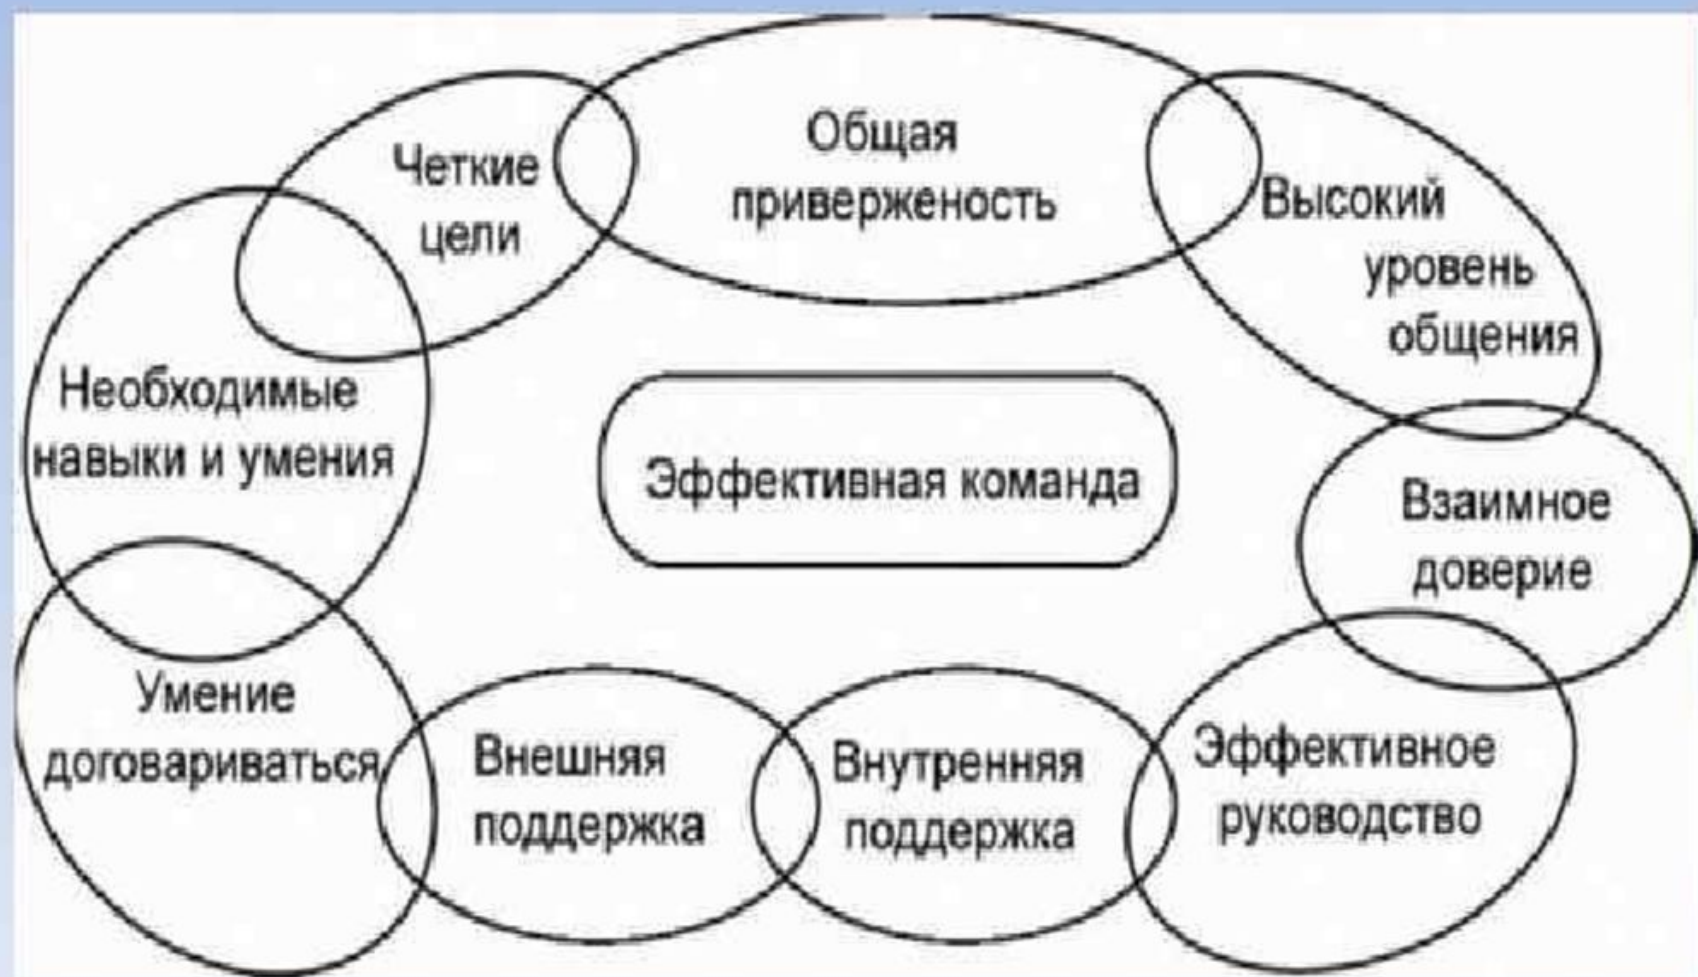 Четкие
цели
Общая
приверженость
Высокий
уровень
общения
Необходимые
навыки и умения
Эффективная команда
Взаимное
доверие
Умение
договариваться
Внешняя
поддержка
Внутренняя
поддержка
Эффективное
руководство